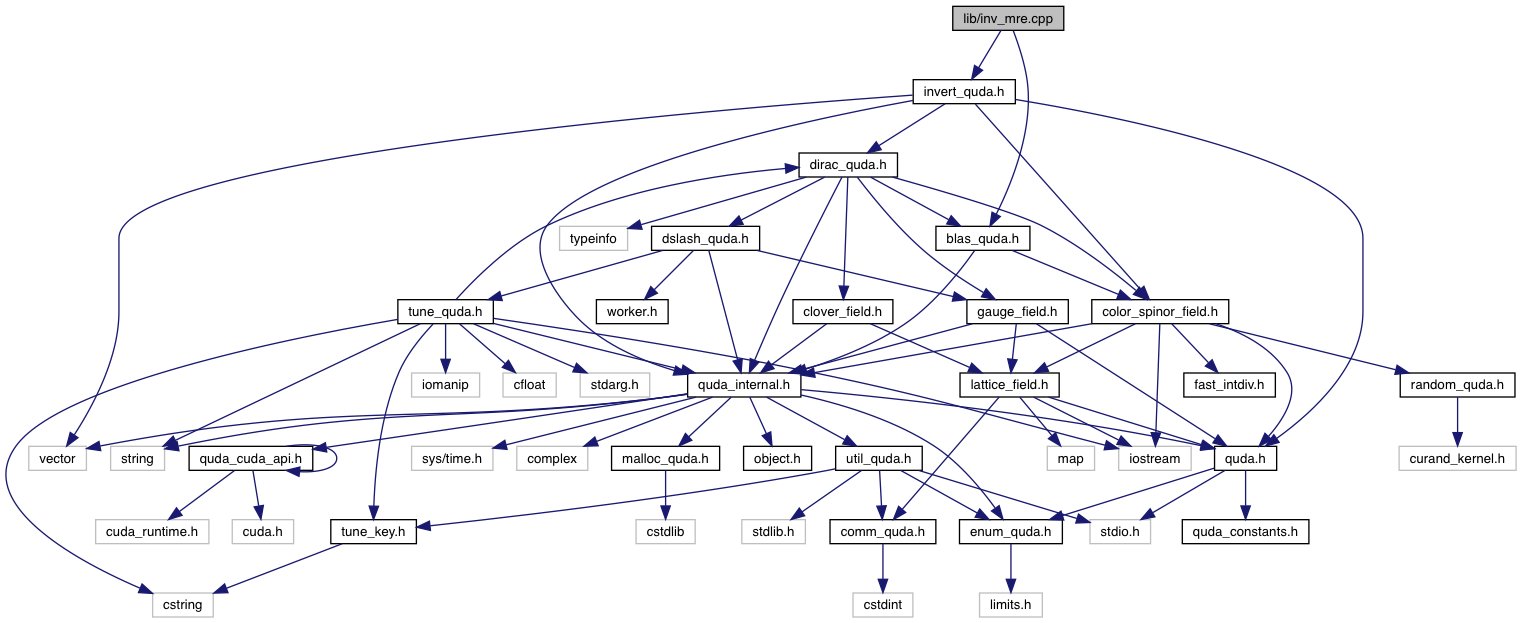 lib/inv_mre.cpp
invert_quda.h
dirac_quda.h
typeinfo
dslash_quda.h
blas_quda.h
tune_quda.h
worker.h
clover_field.h
gauge_field.h
color_spinor_field.h
iomanip
cfloat
stdarg.h
quda_internal.h
lattice_field.h
fast_intdiv.h
random_quda.h
vector
string
quda_cuda_api.h
sys/time.h
complex
malloc_quda.h
object.h
util_quda.h
map
iostream
quda.h
curand_kernel.h
cuda_runtime.h
cuda.h
tune_key.h
cstdlib
stdlib.h
comm_quda.h
enum_quda.h
stdio.h
quda_constants.h
cstring
cstdint
limits.h